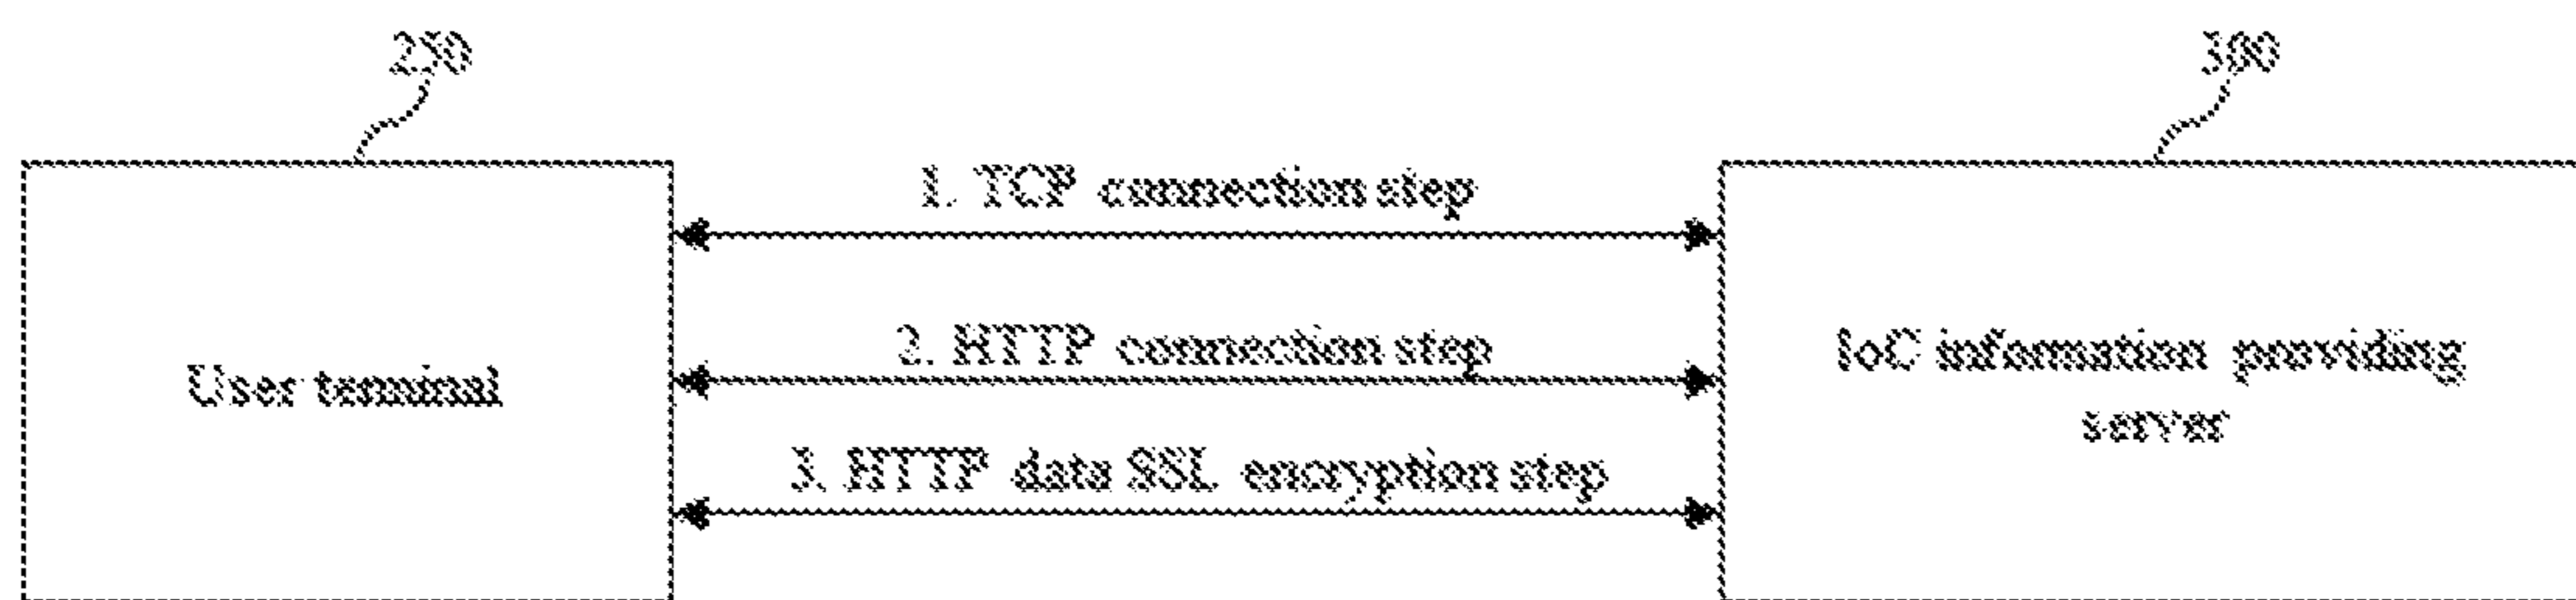 250
300
1. TCP connection step
2. HTTP connection step
User terminal
IoC information providing
server
3. HTTP data SSL encryption step